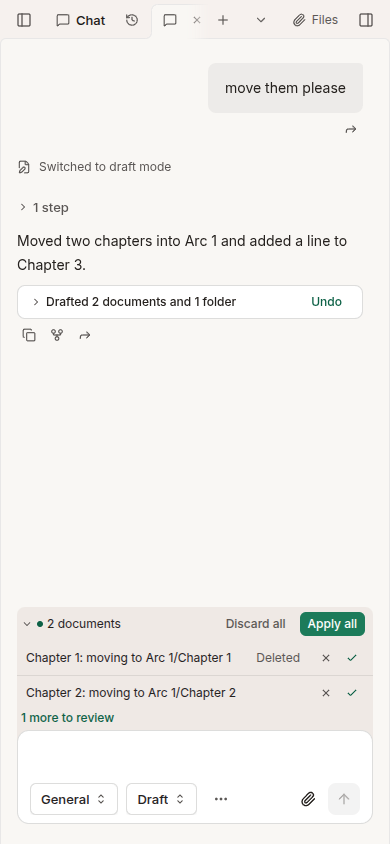 Chat
Files
move them please
Switched to draft mode
1 step
Moved two chapters into Arc 1 and added a line to
Chapter 3.
Drafted 2 documents and 1 folder
Undo
2 documents
Discard all
Apply all
Chapter 1: moving to Arc 1/Chapter 1
Deleted
Chapter 2: moving to Arc 1/Chapter 2
1 more to review
General
Draft